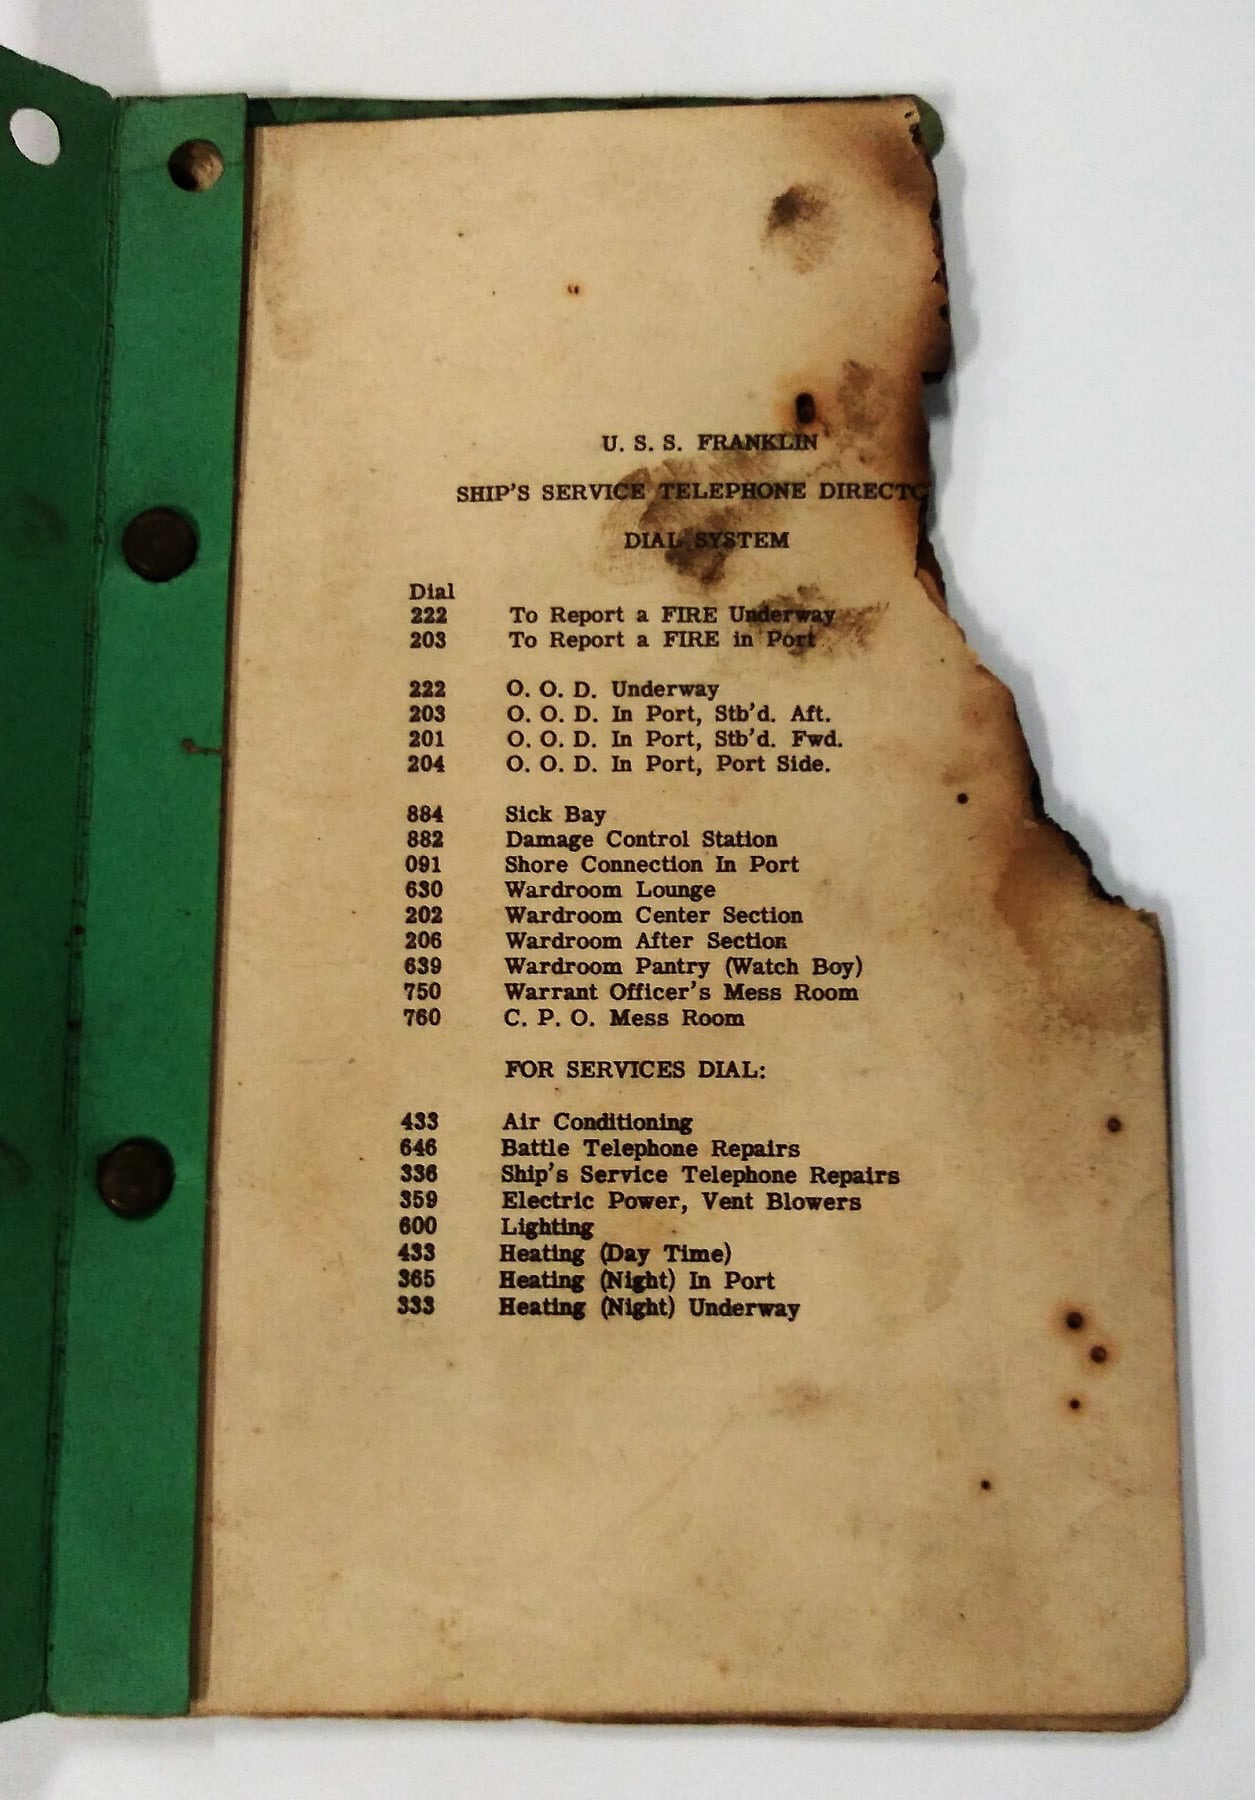 U. S. S. FRANKLIN
SHIP'S SERVICE TELEPHONE DIRECTO
DIAL SYSTEM
Dial
222 To Report a FIRE Underway
203 To Report a FIRE in Port
222 O. O. D. Underway
203 O. O. D. In Port, Stb'd. Aft.
201 O. O. D. In Port, Stb'd. Fwd.
204 O. O. D. In Port, Port Side.
884 Sick Bay
882 Damage Control Station
091 Shore Connection In Port
630 Wardroom Lounge
202 Wardroom Center Section
206 Wardroom After Section
639 Wardroom Pantry (Watch Boy)
750 Warrant Officer's Mess Room
760 C. P. O. Mess Room
FOR SERVICES DIAL:
433 Air Conditioning
646 Battle Telephone Repairs
336 Ship's Service Telephone Repairs
359 Electric Power, Vent Blowers
600 Lighting
433 Heating (Day Time)
365 Heating (Night) In Port
333 Heating (Night) Underway